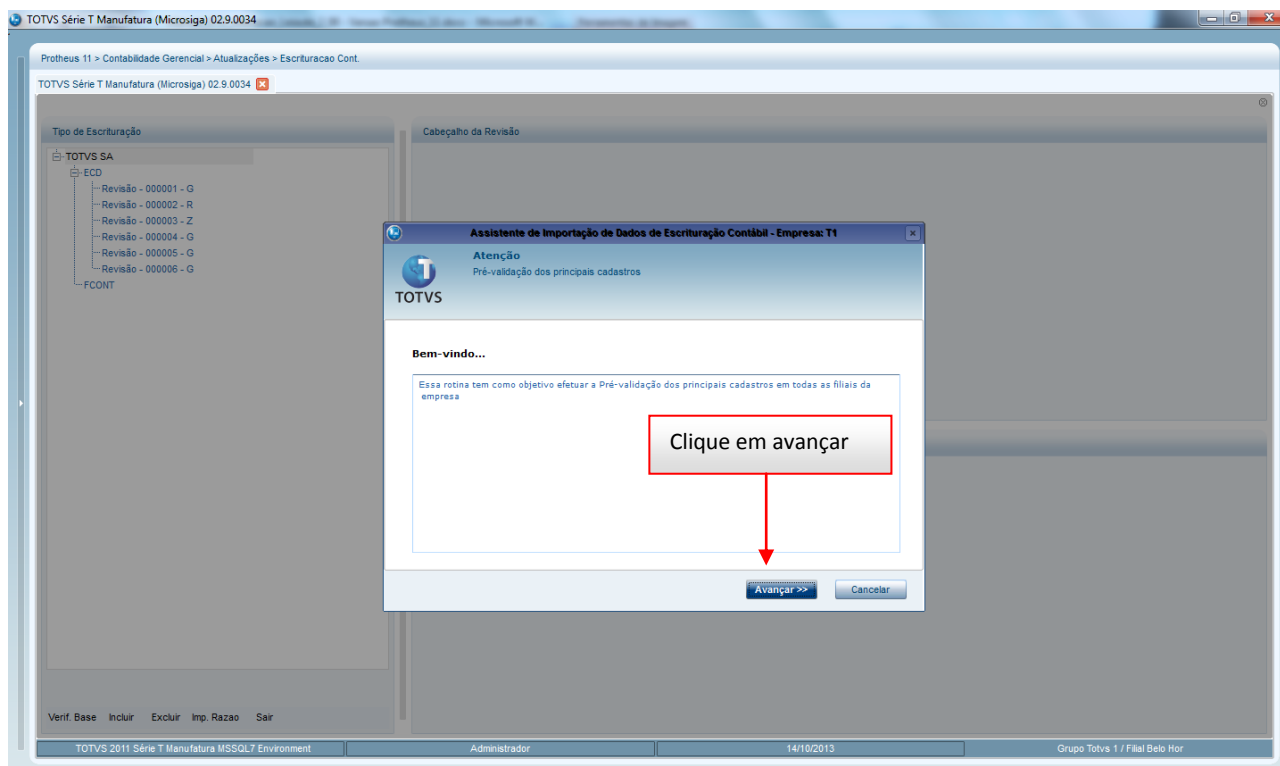 TOTVS Série T Manufatura (Microsiga) 02.9.0034
Protheus 11 > Contabilidade Gerencial > Atualizações > Escrituracao Cont.
TOTVS Série T Manufatura (Microsiga) 02.9.0034
Tipo de Escrituração
Cabeçalho da Revisão
TOTVS SA
ECD
Revisão - 000001 - G
Revisão - 000002 - R
Revisão - 000003 - Z
Revisão - 000004 - G
Revisão - 000005 - G
Revisão - 000006 - G
FCONT
Assistente de Importação de Dados de Escrituração Contábil - Empresa: T1
Atenção
Pré-validação dos principais cadastros
TOTVS
Bem-vindo...
Essa rotina tem como objetivo efetuar a Pré-validação dos principais cadastros em todas as filiais da
empresa
Clique em avançar
Avançar >>
Cancelar
Verif. Base Incluir Excluir Imp. Razao Sair
TOTVS 2011 Série T Manufatura MSSQL7 Environment
Administrador
14/10/2013
Grupo Totvs 1 / Filial Belo Hor